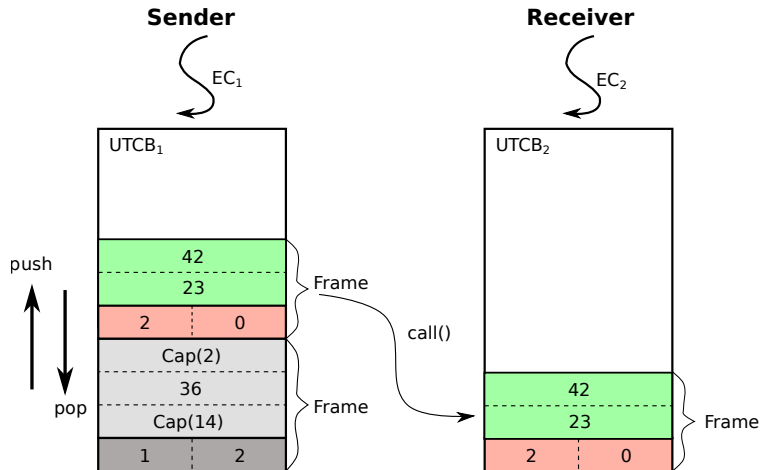 Sender
Receiver
EC1
EC2
UTCB1
UTCB2
42
23
2 0
Frame
push
pop
call()
Cap(2)
36
Cap(14)
1 2
Frame
42
23
2 0
Frame